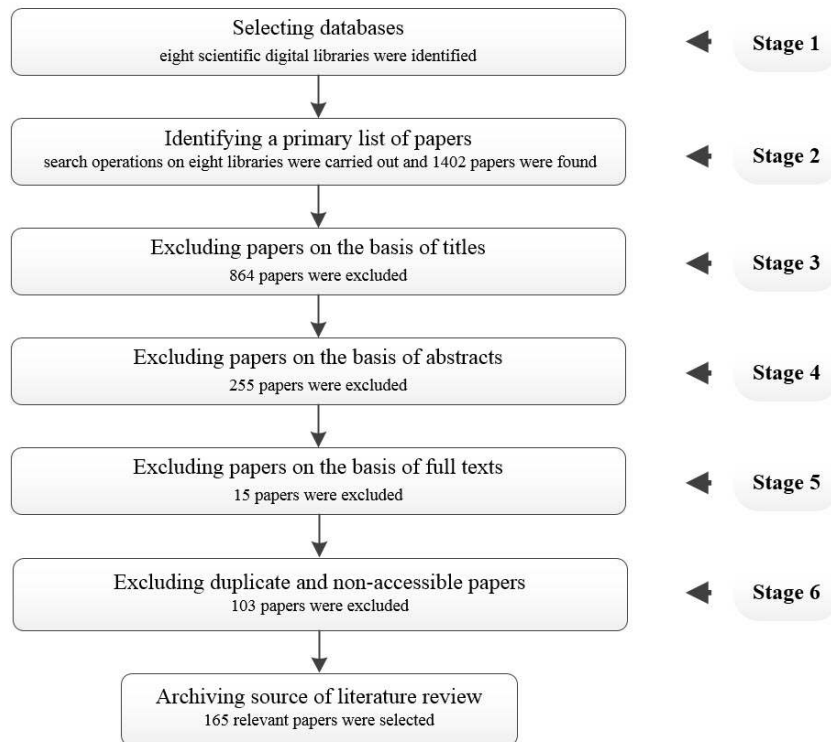 Selecting databases
eight scientific digital libraries were identified
Stage 1
Identifying a primary list of papers
search operations on eight libraries were carried out and 1402 papers were found
Stage 2
Excluding papers on the basis of titles
864 papers were excluded
Stage 3
Excluding papers on the basis of abstracts
255 papers were excluded
Stage 4
Excluding papers on the basis of full texts
15 papers were excluded
Stage 5
Excluding duplicate and non-accessible papers
103 papers were excluded
Stage 6
Archiving source of literature review
165 relevant papers were selected